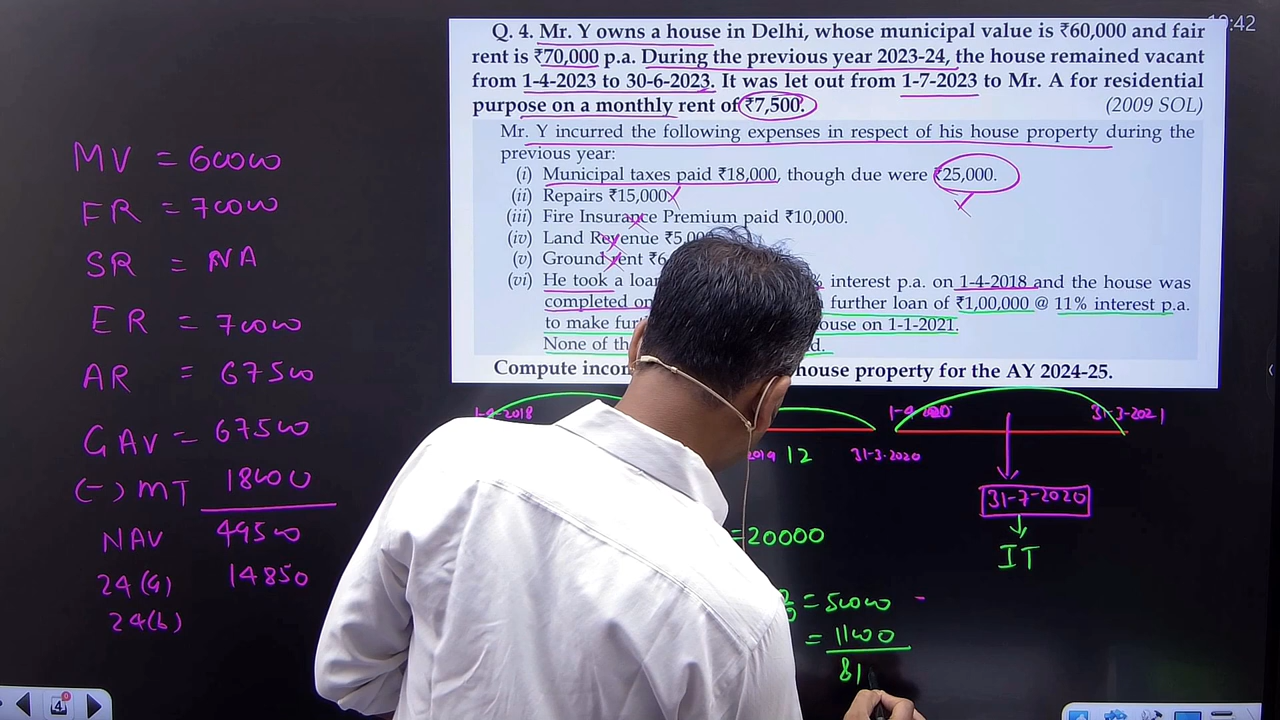 10:42
Q. 4. Mr. Y owns a house in Delhi, whose municipal value is ₹60,000 and fair
rent is ₹70,000 p.a. During the previous year 2023-24, the house remained vacant
from 1-4-2023 to 30-6-2023. It was let out from 1-7-2023 to Mr. A for residential
purpose on a monthly rent of ₹7,500. (2009 SOL)
Mr. Y incurred the following expenses in respect of his house property during the
previous year:
(i) Municipal taxes paid ₹18,000, though due were ₹25,000.
(ii) Repairs ₹15,000
(iii) Fire Insurance Premium paid ₹10,000.
(iv) Land Revenue
(v) Ground rent
(vi) He took a interest p.a. on 1-4-2018 and the house was
completed on further loan of ₹1,00,000 @ 11% interest p.a.
to make on 1-1-2021.
None of
Compute house property for the AY 2024-25.
MV = 60000
FR = 70000
SR = NA
ER = 70000
AR = 67500
GAV = 67500
(-) MT 18000
NAV 49500
24(a) 14850
24(b)
1-4-2018 1-4-2020 31-3-2021
12 31-3-2020
31-7-2020
IT
=20000
= 50000 -
= 11000
81
4